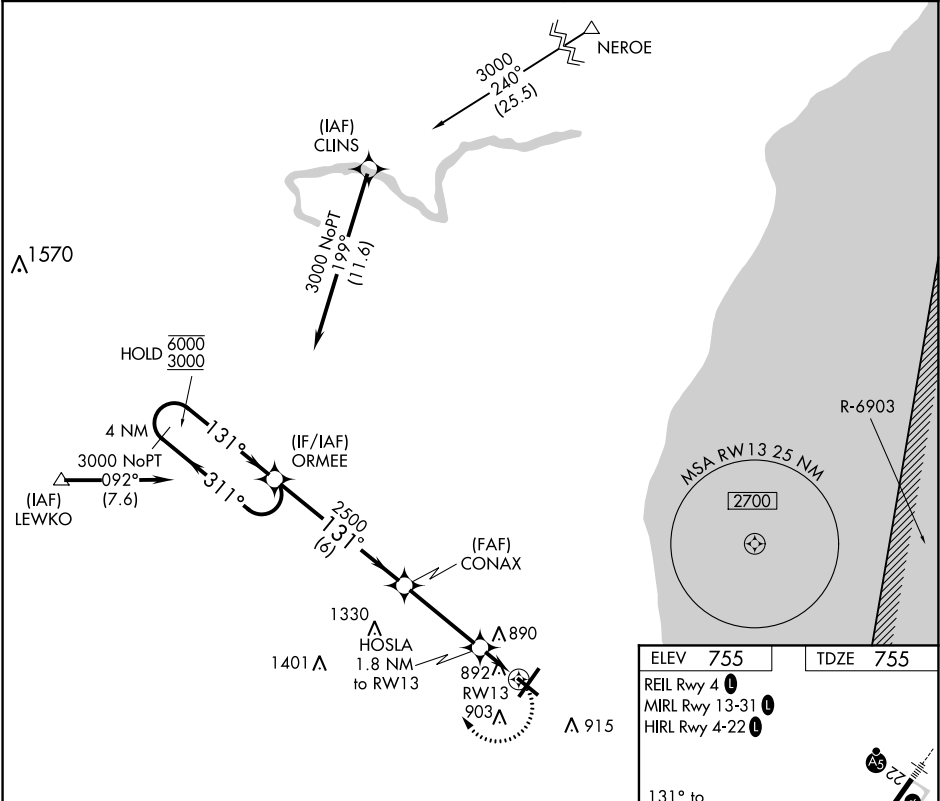 NEROE
3000
240°
(25.5)
(IAF)
CLINS
3000 NoPT
199°
(11.6)
1570
HOLD 6000
3000
4 NM
131°
311°
3000 NoPT
092°
(7.6)
(IAF)
LEWKO
(IF/IAF)
ORMEE
2500
131°
(6)
(FAF)
CONAX
R-6903
MSA RW13 25 NM
2700
1330
HOSLA
1.8 NM
to RW13
890
1401
892
RW13
903
915
ELEV 755
TDZE 755
REIL Rwy 4 L
MIRL Rwy 13-31 L
HIRL Rwy 4-22 L
A5
22
131° to